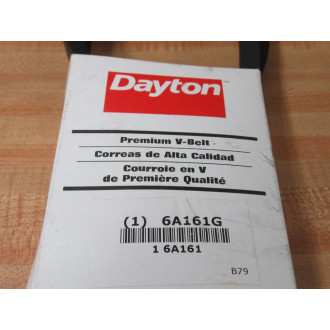 Dayton
Premium V-Belt
Correas de Alta Calidad
Courroie en V
de Première Qualité
(1) 6A161G
1 6A161
B79